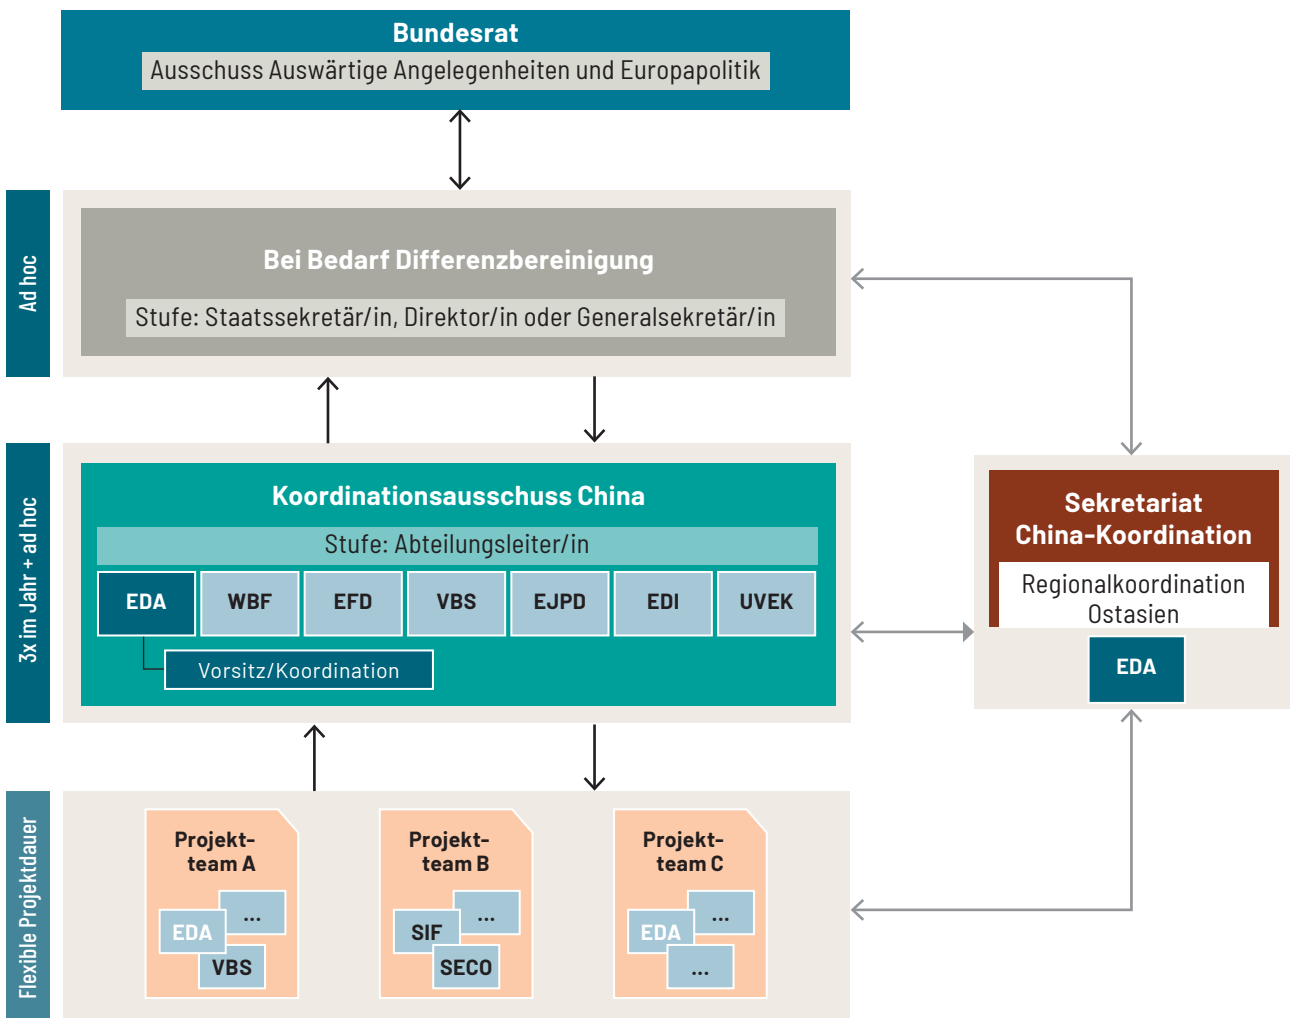 Bundesrat
Ausschuss Auswärtige Angelegenheiten und Europapolitik
Ad hoc
Bei Bedarf Differenzbereinigung
Stufe: Staatssekretär/in, Direktor/in oder Generalsekretär/in
3x im Jahr + ad hoc
Koordinationsausschuss China
Stufe: Abteilungsleiter/in
EDA
WBF
EFD
VBS
EJPD
EDI
UVEK
Vorsitz/Koordination
Sekretariat
China-Koordination
Regionalkoordination
Ostasien
EDA
Flexible Projektdauer
Projekt-
team A
...
EDA
VBS
Projekt-
team B
...
SIF
SECO
Projekt-
team C
...
EDA
...